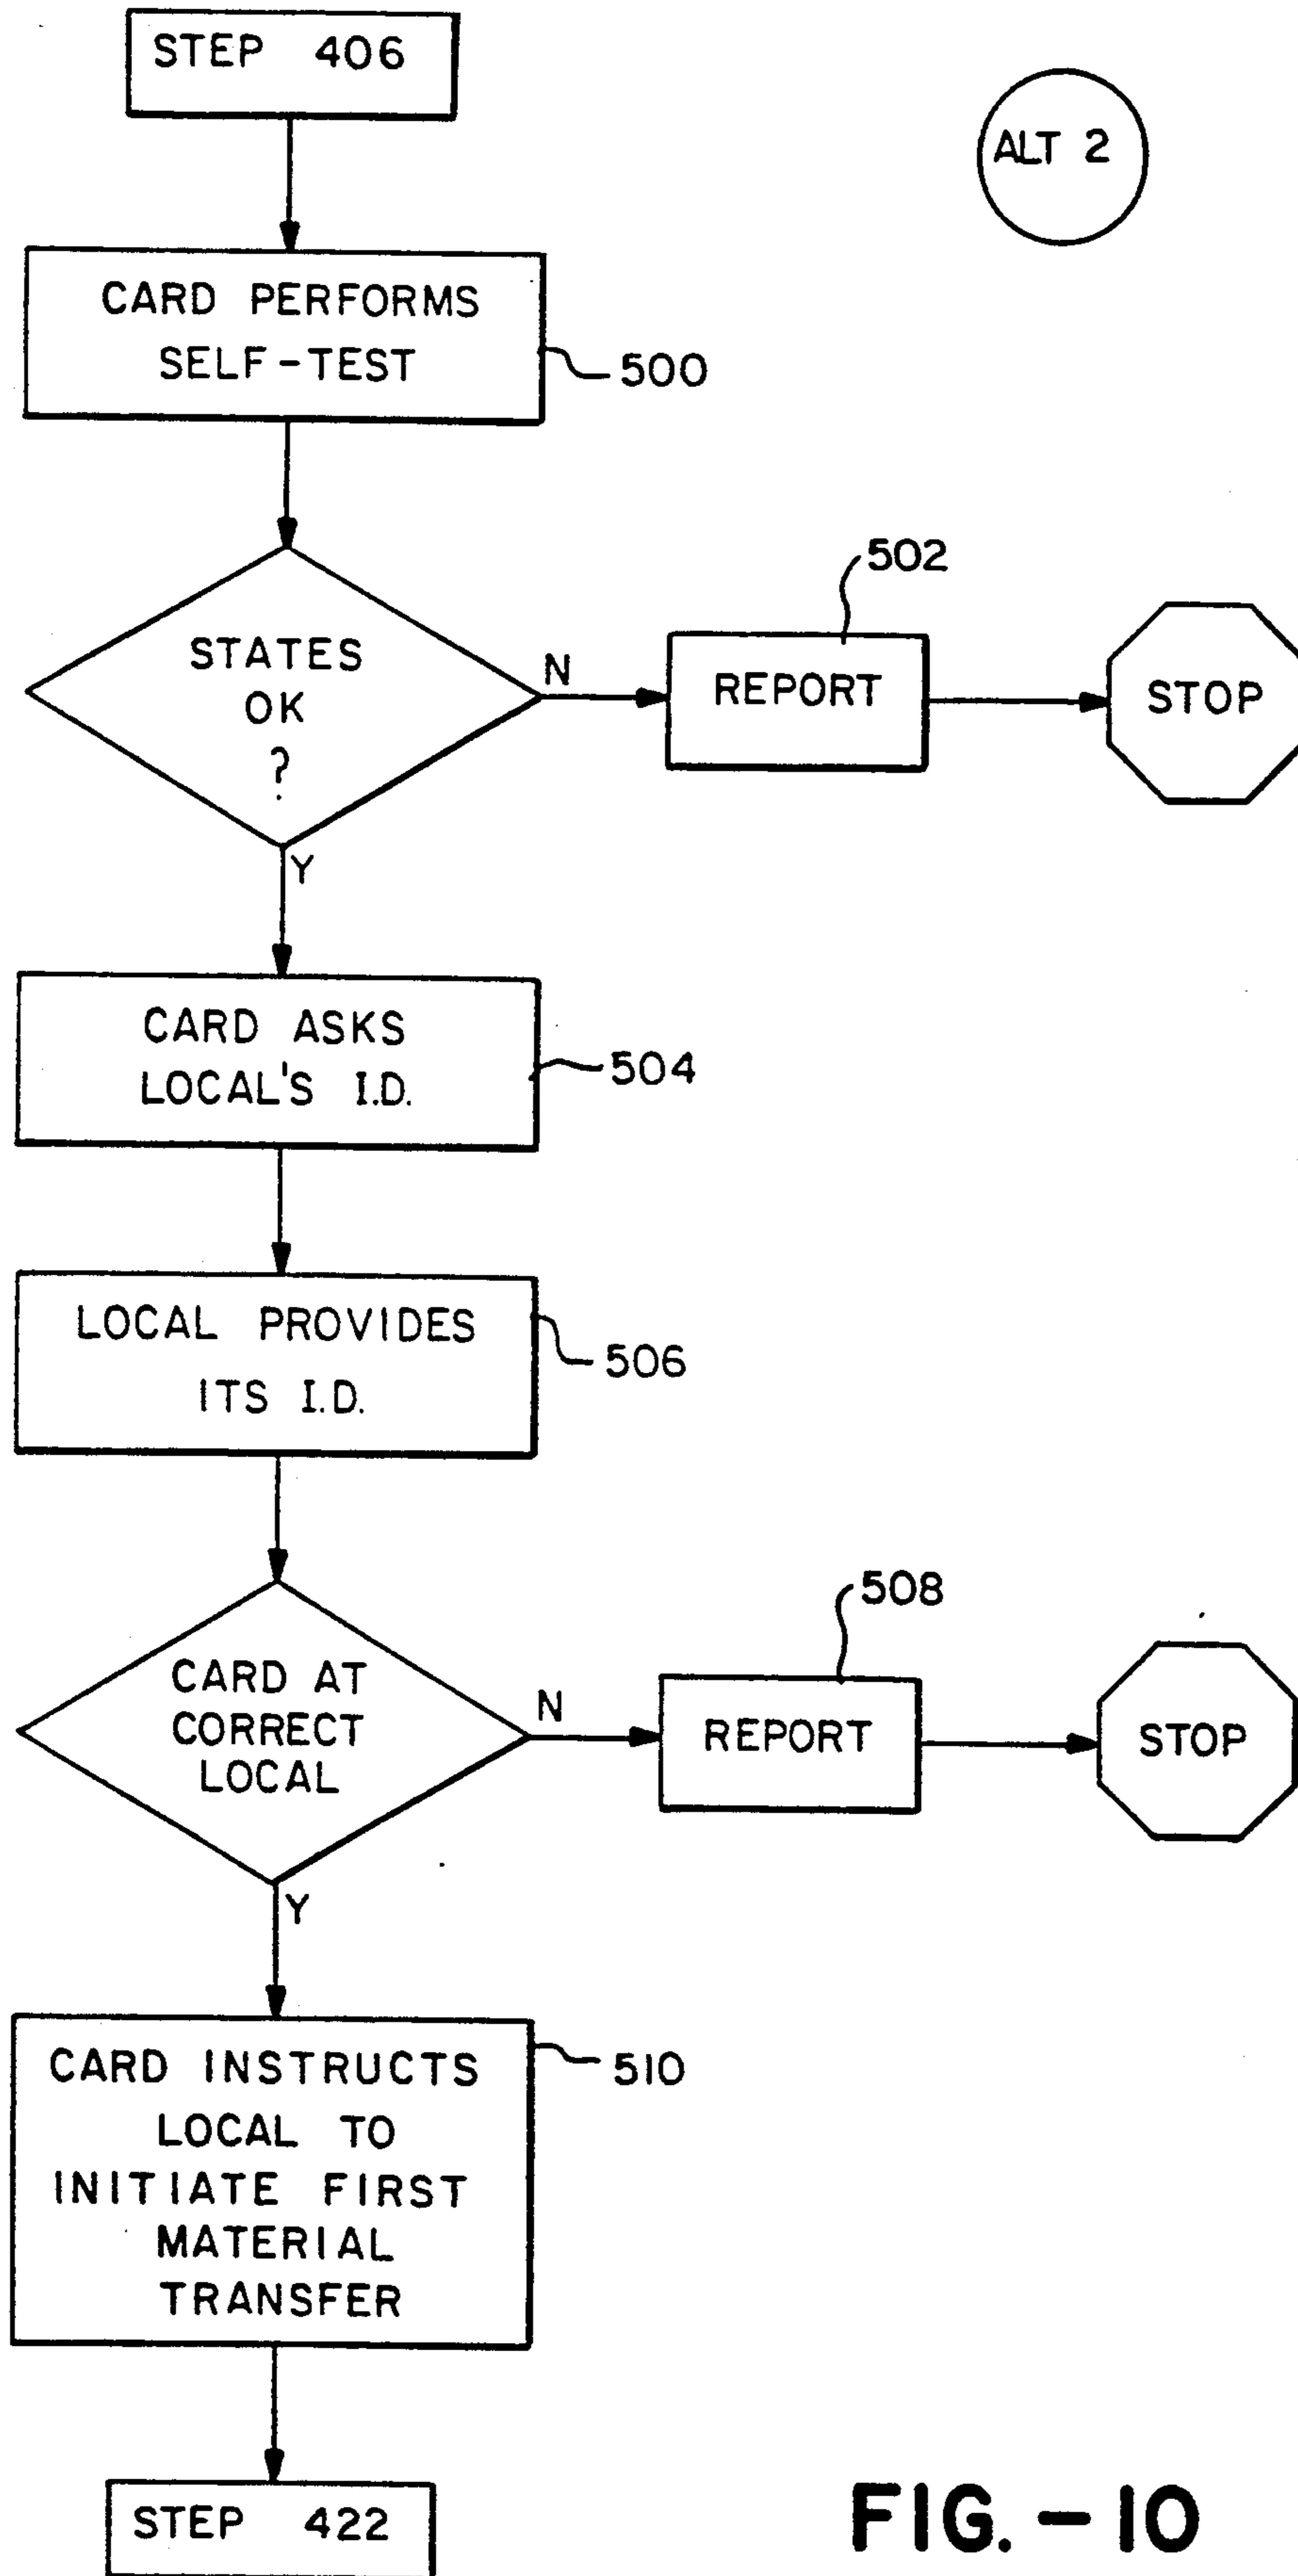 STEP 406
ALT 2
CARD PERFORMS
SELF-TEST
500
STATES
OK
?
N
502
REPORT
STOP
Y
CARD ASKS
LOCAL'S I.D.
504
LOCAL PROVIDES
ITS I.D.
506
CARD AT
CORRECT
LOCAL
N
508
REPORT
STOP
Y
CARD INSTRUCTS
LOCAL TO
INITIATE FIRST
MATERIAL
TRANSFER
510
STEP 422
FIG. - 10